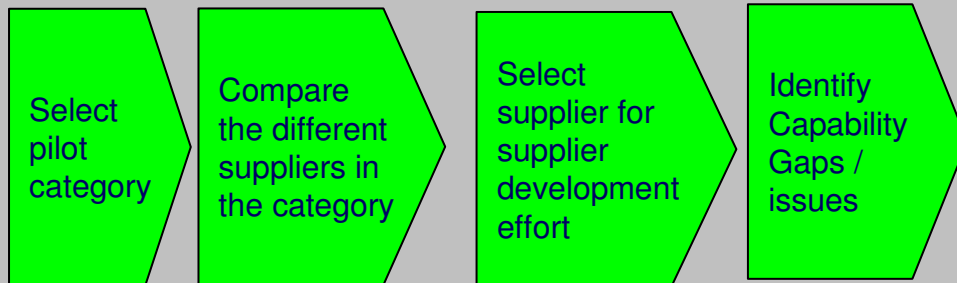 Select
pilot
category
Compare
the different
suppliers in
the category
Select
supplier for
supplier
development
effort
Identify
Capability
Gaps /
issues